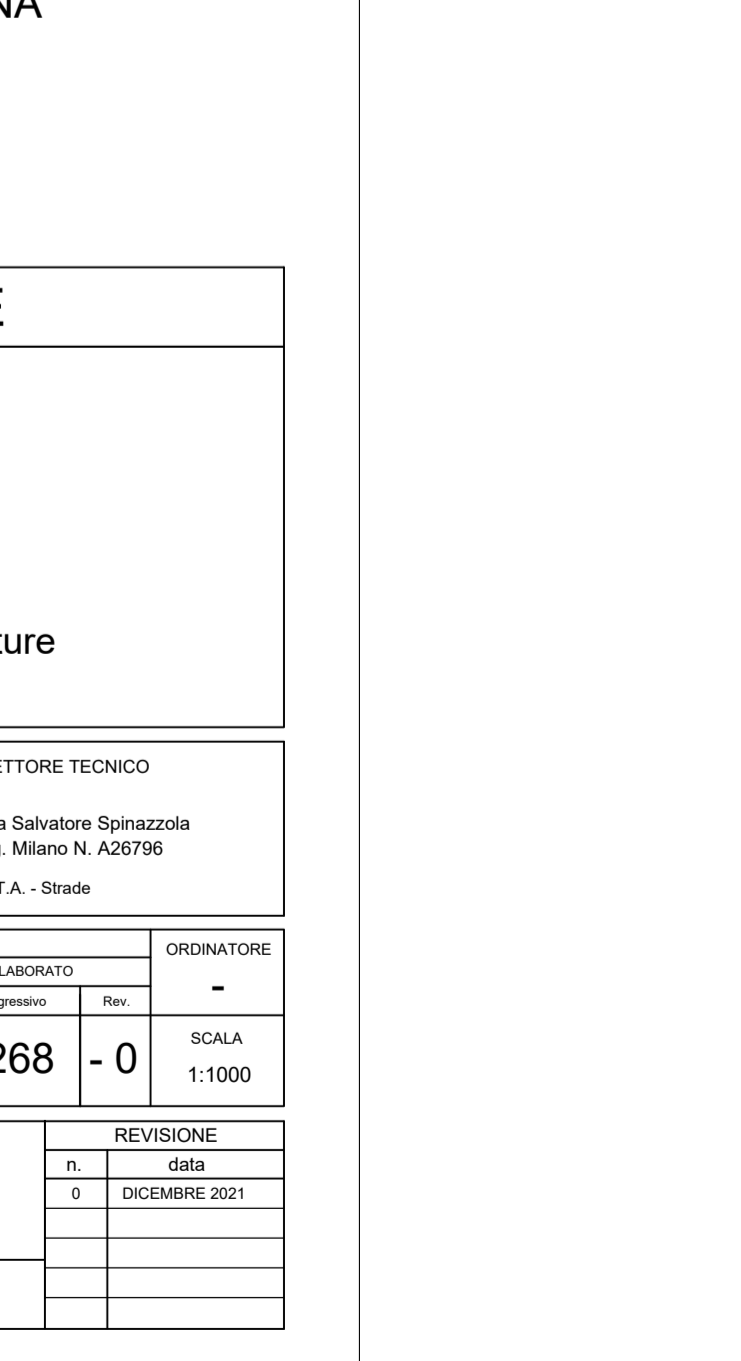 NA
E
ture
ETTORE TECNICO
a Salvatore Spinazzola
. Milano N. A26796
T.A. - Strade
ORDINATORE
LABORATO
-
gressivo Rev.
268 - 0
SCALA
1:1000
REVISIONE
n. data
0 DICEMBRE 2021